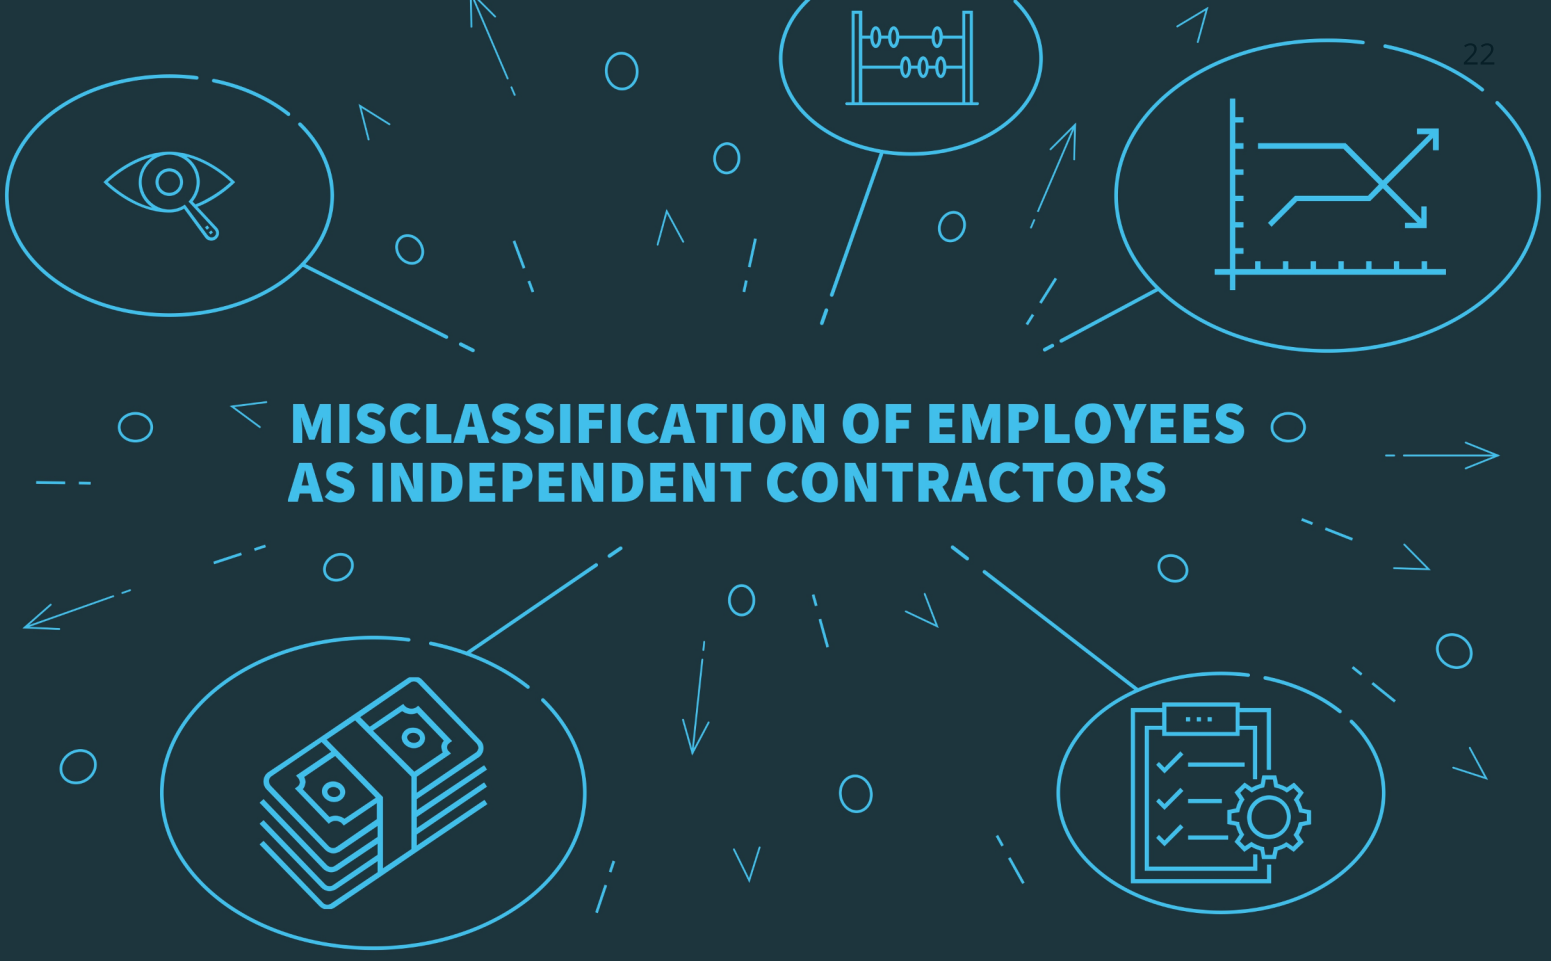 22
MISCLASSIFICATION OF EMPLOYEES
AS INDEPENDENT CONTRACTORS